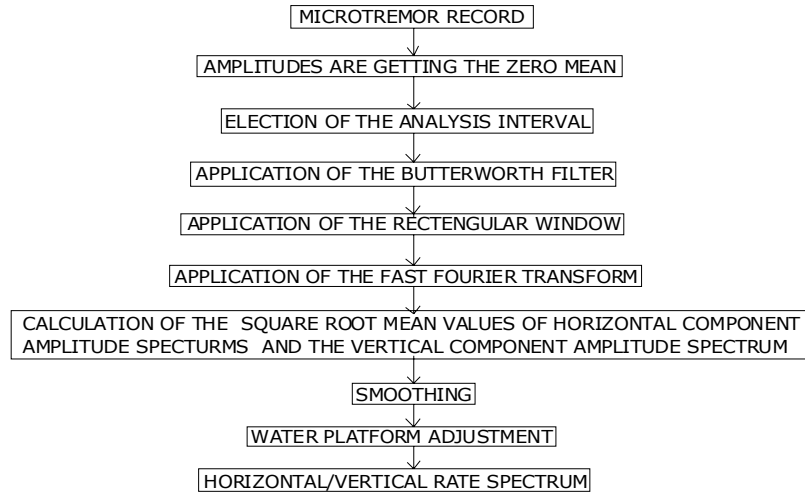 MICROTREMOR RECORD
AMPLITUDES ARE GETTING THE ZERO MEAN
ELECTION OF THE ANALYSIS INTERVAL
APPLICATION OF THE BUTTERWORTH FILTER
APPLICATION OF THE RECTENGULAR WINDOW
APPLICATION OF THE FAST FOURIER TRANSFORM
CALCULATION OF THE SQUARE ROOT MEAN VALUES OF HORIZONTAL COMPONENT
AMPLITUDE SPECTURMS AND THE VERTICAL COMPONENT AMPLITUDE SPECTRUM
SMOOTHING
WATER PLATFORM ADJUSTMENT
HORIZONTAL/VERTICAL RATE SPECTRUM